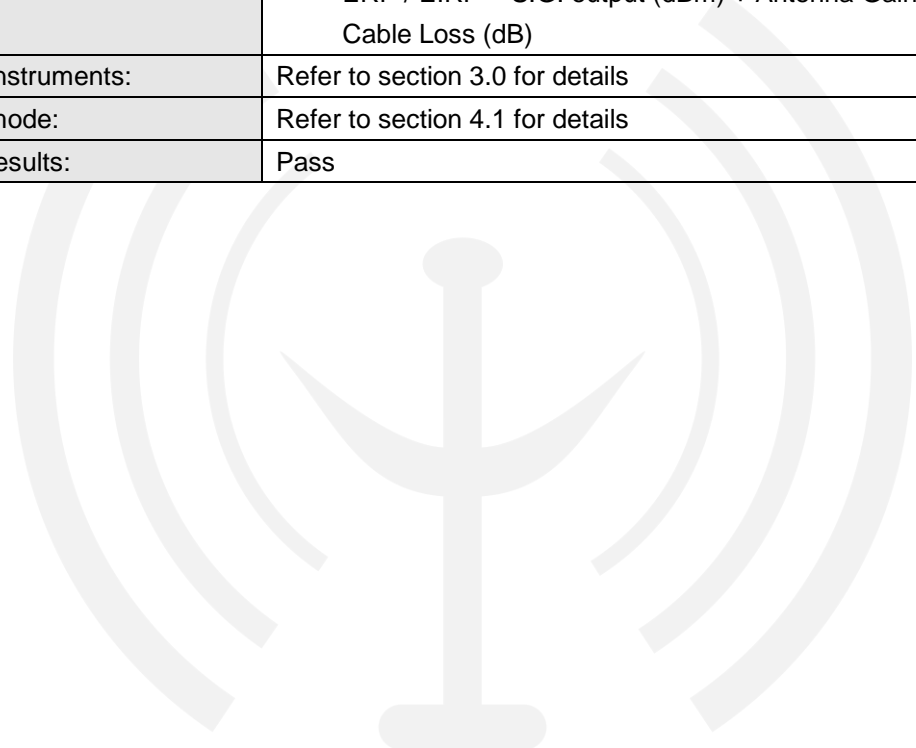 Cable Loss (dB)
nstruments: Refer to section 3.0 for details
node: Refer to section 4.1 for details
esults: Pass